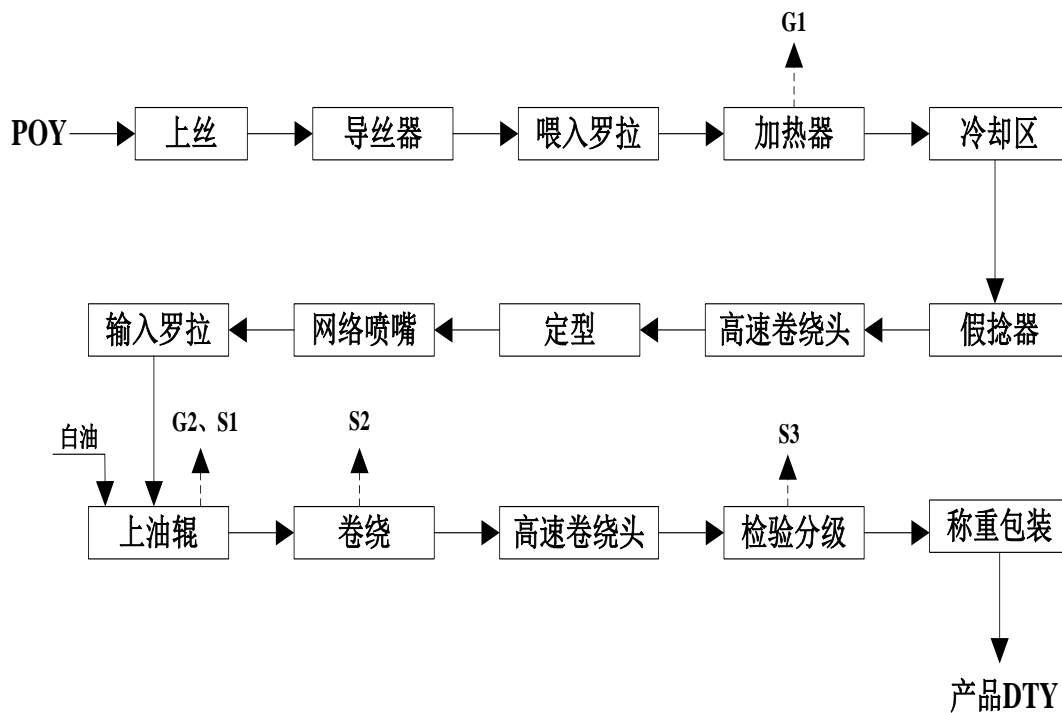 G1
POY
上丝
导丝器
喂入罗拉
加热器
冷却区
输入罗拉
网络喷嘴
定型
高速卷绕头
假捻器
白油
G2、S1
S2
S3
上油辊
卷绕
高速卷绕头
检验分级
称重包装
产品DTY